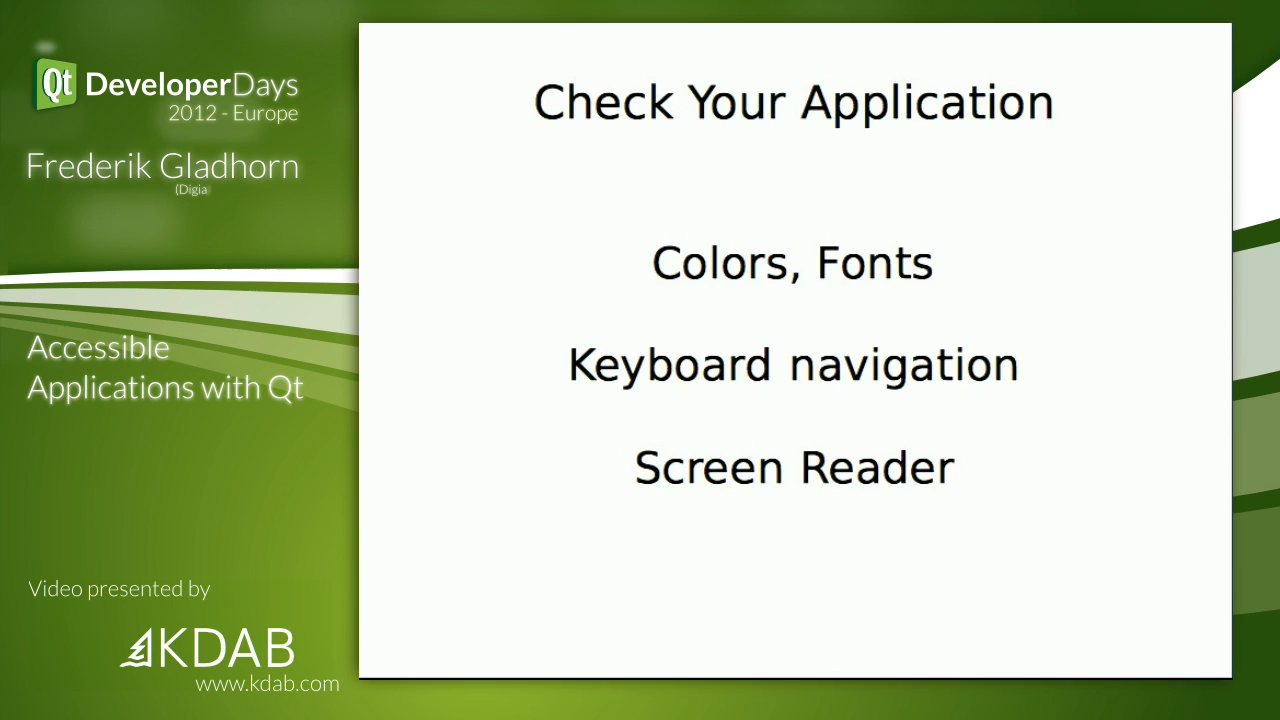 Qt DeveloperDays
2012 - Europe
Frederik Gladhorn
(Digia
Accessible
Applications with Qt
Video presented by
KDAB
www.kdab.com
Check Your Application
Colors, Fonts
Keyboard navigation
Screen Reader